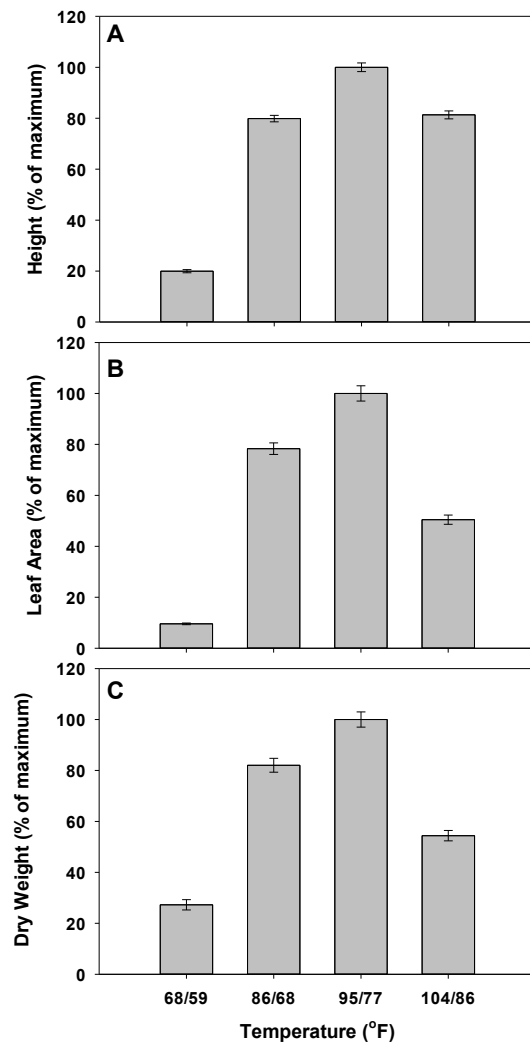 A
Height (% of maximum)
120
100
80
60
40
20
0
B
Leaf Area (% of maximum)
120
100
80
60
40
20
0
C
Dry Weight (% of maximum)
120
100
80
60
40
20
0
68/59 86/68 95/77 104/86
Temperature (°F)